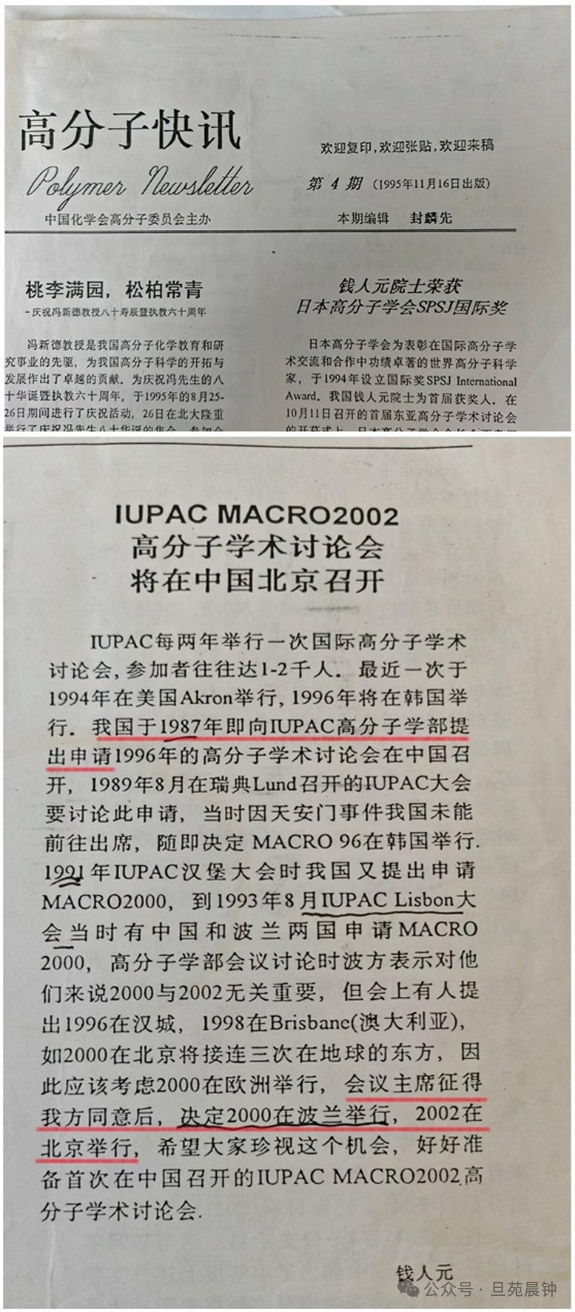 高分子快讯
Polymer Newsletter
中国化学会高分子委员会主办
欢迎复印,欢迎张贴,欢迎来稿
第 4 期 (1995年11月16日出版)
本期编辑 封麟先
桃李满园，松柏常青
-庆祝冯新德教授八十寿辰暨执教六十周年
冯新德教授是我国高分子化学教育和研
究事业的先驱，为我国高分子科学的开拓与
发展作出了卓越的贡献。为庆祝冯先生的八
十华诞暨执教六十周年，于1995年的8月25-
26日期间进行了庆祝活动，26日在北大隆重
举行了庆祝冯先生八十华诞的集会
钱人元院士荣获
日本高分子学会SPSJ国际奖
日本高分子学会为表彰在国际高分子学
术交流和合作中功绩卓著的世界高分子科学
家，于1994年设立国际奖SPSJ International
Award。我国钱人元院士为首届获奖人。在
10月11日召开的首届东亚高分子学术讨论会
IUPAC MACRO2002
高分子学术讨论会
将在中国北京召开
IUPAC每两年举行一次国际高分子学术
讨论会,参加者往往达1-2千人。最近一次于
1994年在美国Akron举行,1996年将在韩国举
行。我国于1987年即向IUPAC高分子学部提
出申请1996年的高分子学术讨论会在中国召
开，1989年8月在瑞典Lund召开的IUPAC大会
要讨论此申请，当时因天安门事件我国未能
前往出席，随即决定 MACRO 96在韩国举行.
1991年IUPAC汉堡大会时我国又提出申请
MACRO2000，到1993年8月IUPAC Lisbon大
会当时有中国和波兰两国申请MACRO
2000，高分子学部会议讨论时波方表示对他
们来说2000与2002无关重要，但会上有人提
出1996在汉城，1998在Brisbane(澳大利亚),
如2000在北京将接连三次在地球的东方，因
此应该考虑2000在欧洲举行，会议主席征得
我方同意后，决定2000在波兰举行，2002在
北京举行，希望大家珍视这个机会，好好准
备首次在中国召开的IUPAC MACRO2002高
分子学术讨论会.
钱人元
公众号·旦苑晨钟